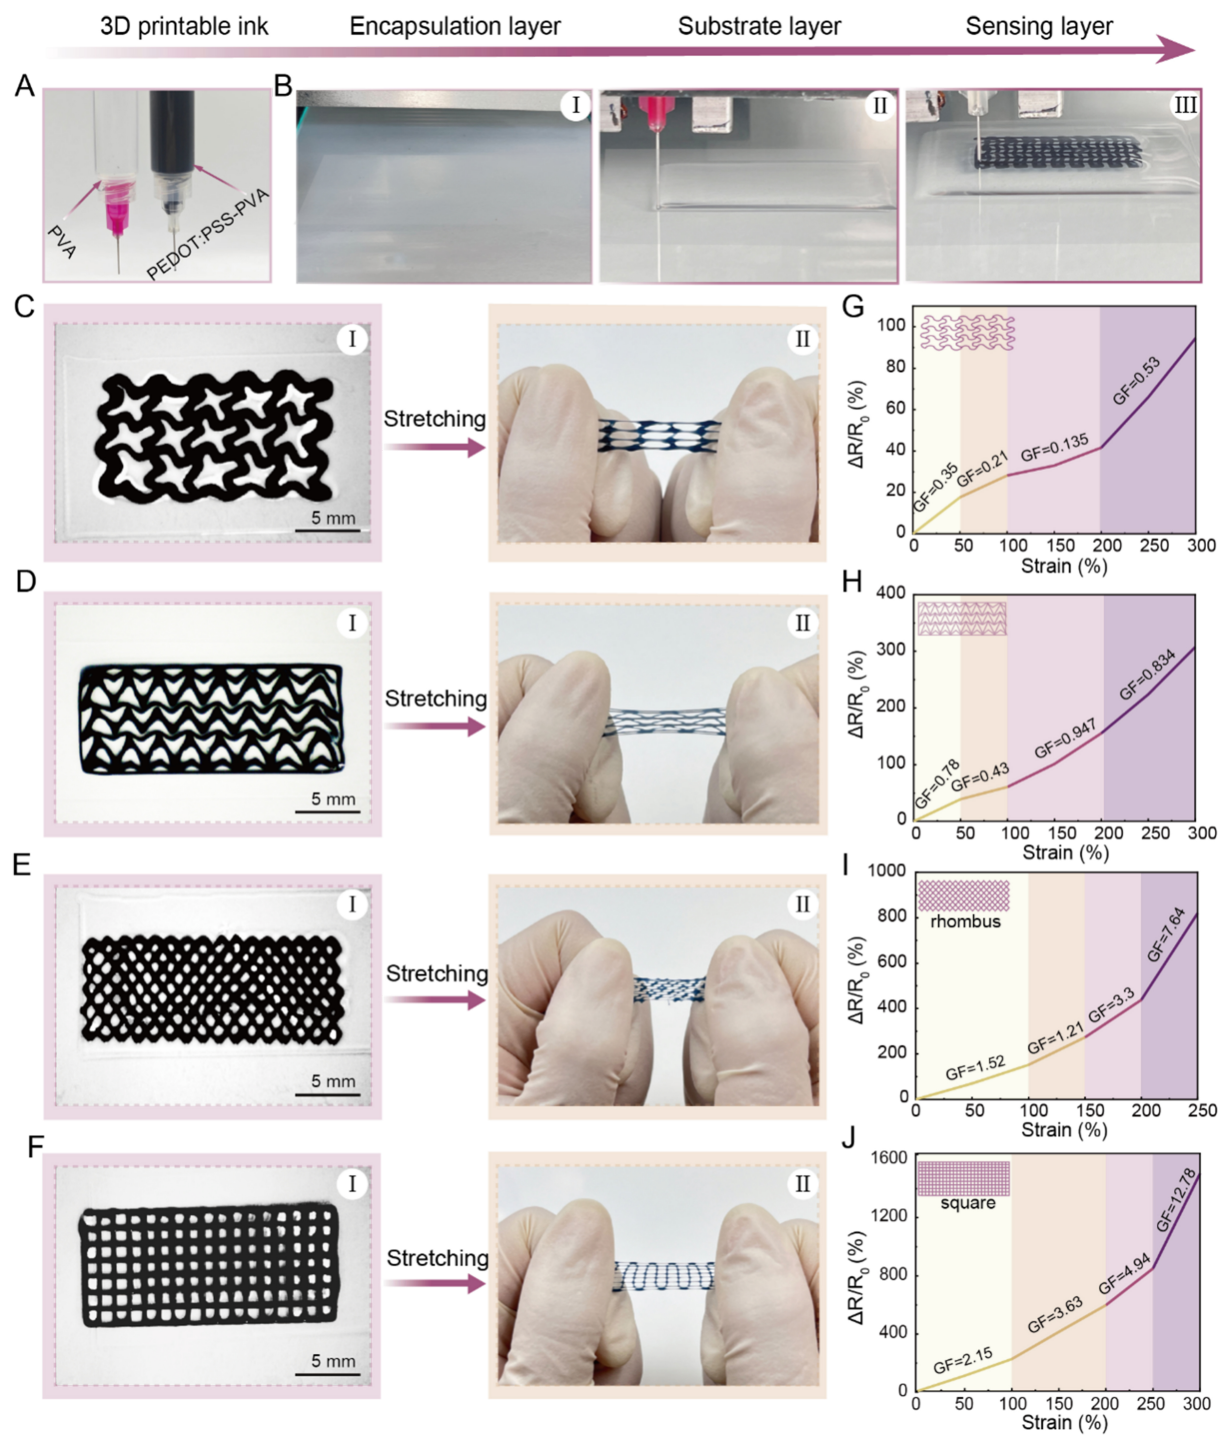 3D printable ink Encapsulation layer Substrate layer Sensing layer
A
PVA
PEDOT:PSS-PVA
B
I
II
III
C
I
5 mm
Stretching
II
G
ΔR/R0 (%)
100
80
60
40
20
0
GF=0.35
GF=0.21
GF=0.135
GF=0.53
0 50 100 150 200 250 300
Strain (%)
D
I
5 mm
Stretching
II
H
ΔR/R0 (%)
400
300
200
100
0
GF=0.78
GF=0.43
GF=0.947
GF=0.834
0 50 100 150 200 250 300
Strain (%)
E
I
5 mm
Stretching
II
I
ΔR/R0 (%)
1000
800
600
400
200
0
rhombus
GF=1.52
GF=1.21
GF=3.3
GF=7.64
0 50 100 150 200 250
Strain (%)
F
I
5 mm
Stretching
II
J
ΔR/R0 (%)
1600
1200
800
400
0
square
GF=2.15
GF=3.63
GF=4.94
GF=12.78
0 50 100 150 200 250 300
Strain (%)